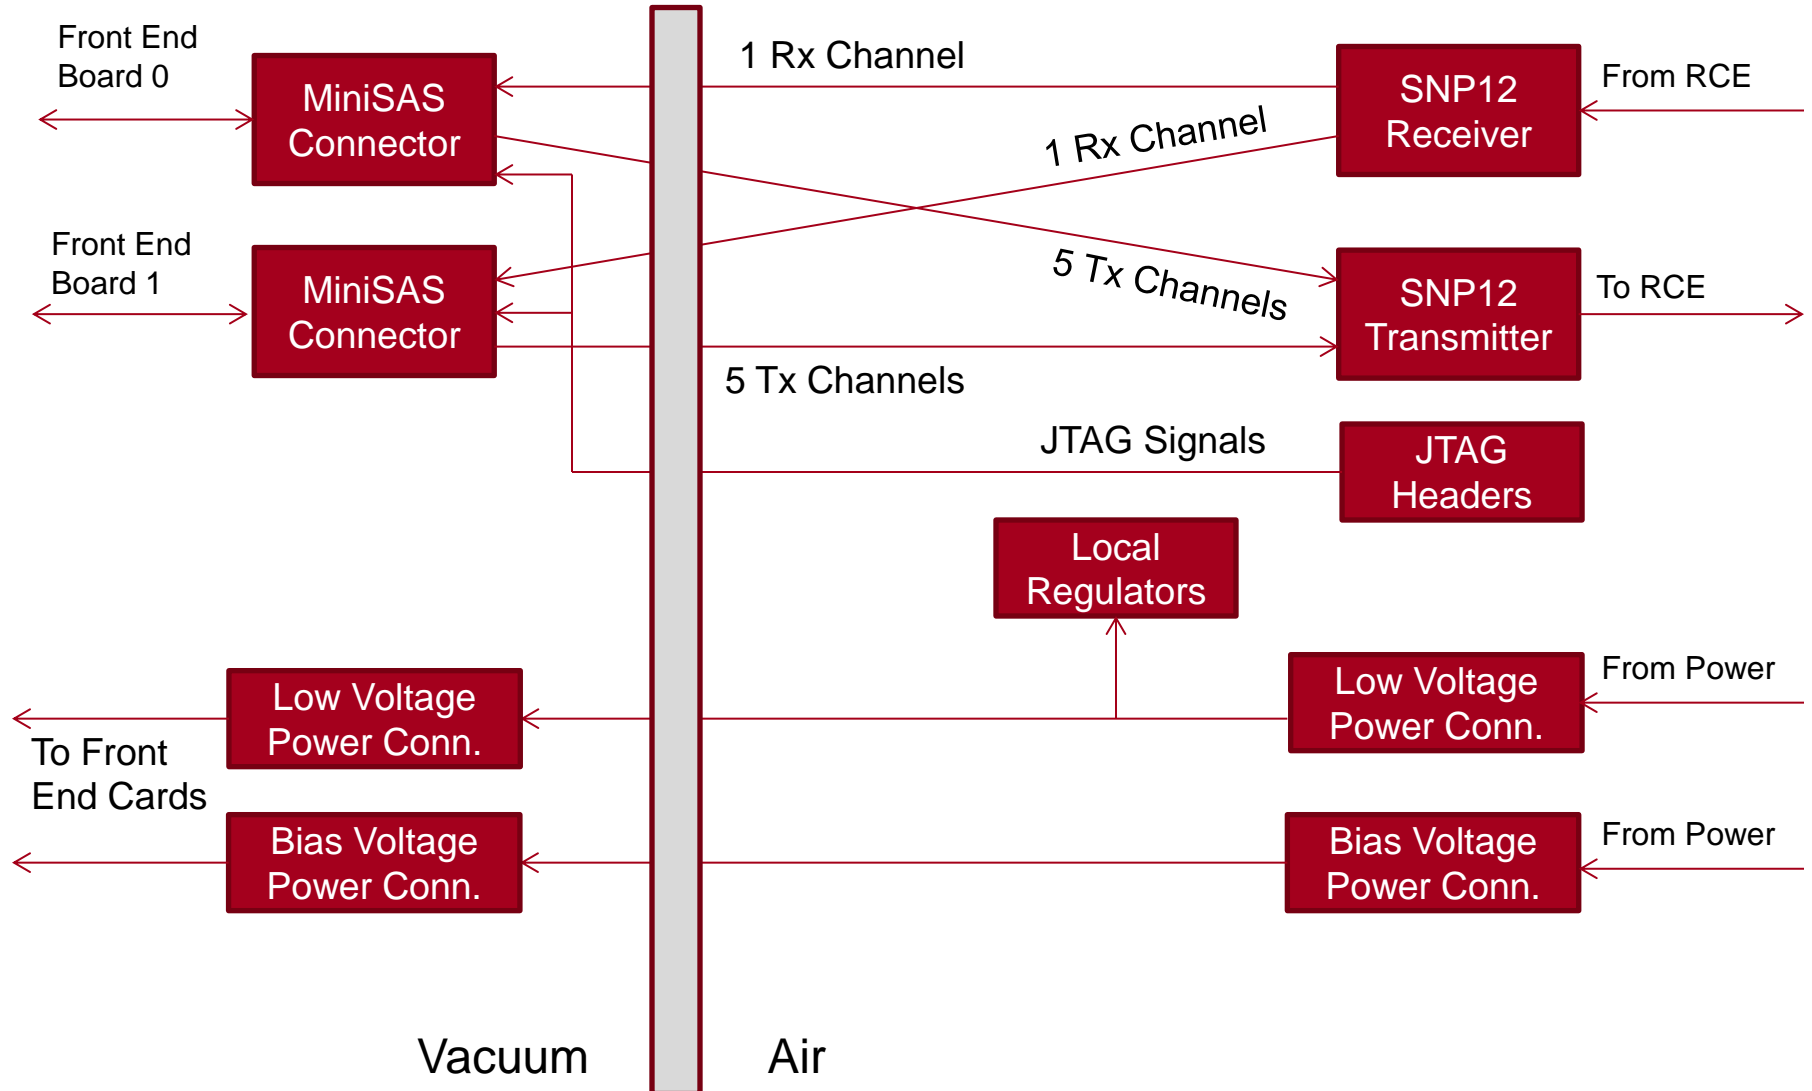 Front End
Board 0
MiniSAS
Connector
1 Rx Channel
SNP12
Receiver
From RCE
1 Rx Channel
Front End
Board 1
MiniSAS
Connector
5 Tx Channels
SNP12
Transmitter
To RCE
5 Tx Channels
JTAG Signals
JTAG
Headers
Local
Regulators
Low Voltage
Power Conn.
Low Voltage
Power Conn.
From Power
To Front
End Cards
Bias Voltage
Power Conn.
Bias Voltage
Power Conn.
From Power
Vacuum
Air